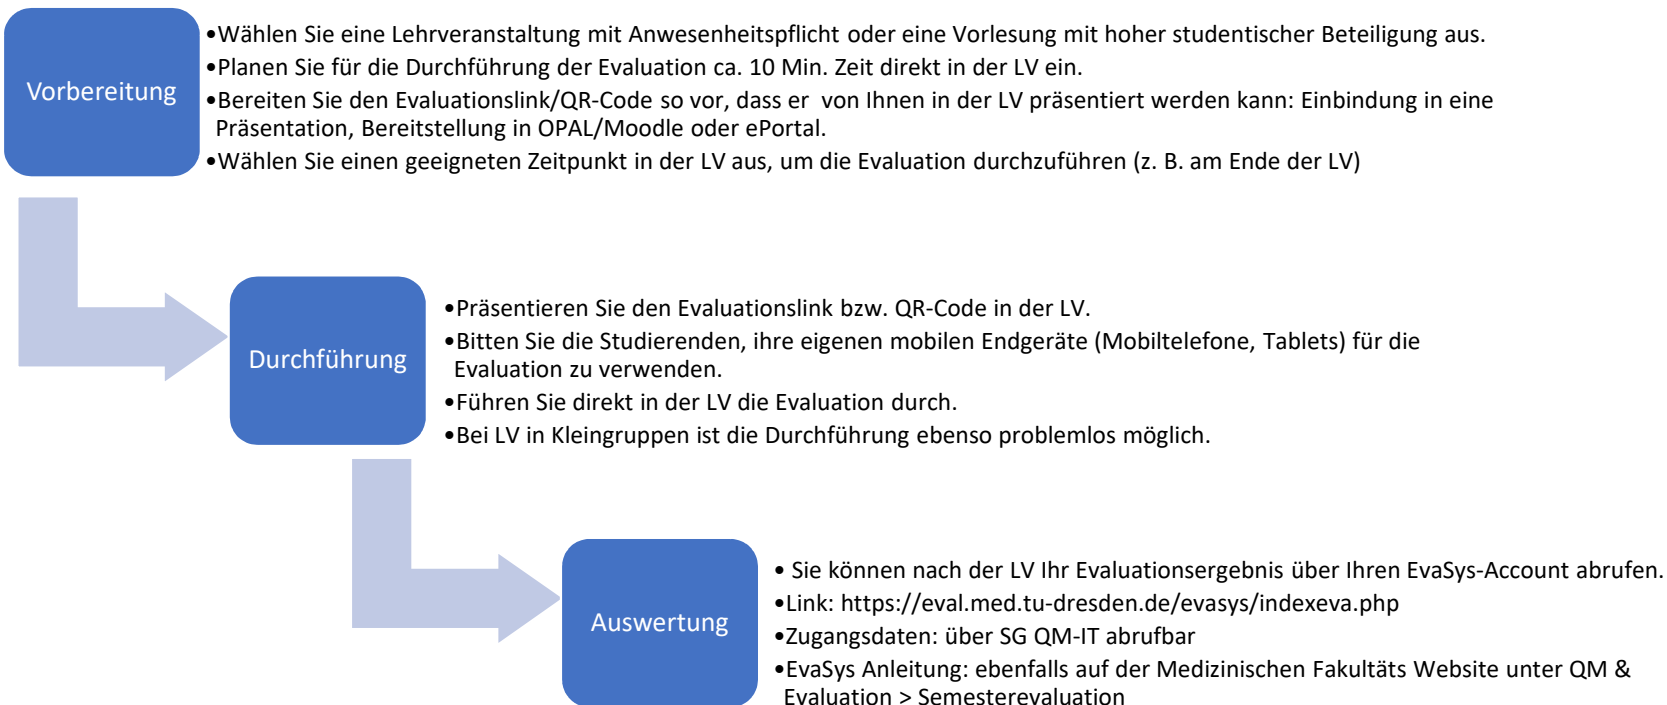 Vorbereitung
•Wählen Sie eine Lehrveranstaltung mit Anwesenheitspflicht oder eine Vorlesung mit hoher studentischer Beteiligung aus.
•Planen Sie für die Durchführung der Evaluation ca. 10 Min. Zeit direkt in der LV ein.
•Bereiten Sie den Evaluationslink/QR-Code so vor, dass er  von Ihnen in der LV präsentiert werden kann: Einbindung in eine
Präsentation, Bereitstellung in OPAL/Moodle oder ePortal.
•Wählen Sie einen geeigneten Zeitpunkt in der LV aus, um die Evaluation durchzuführen (z. B. am Ende der LV)
Durchführung
•Präsentieren Sie den Evaluationslink bzw. QR-Code in der LV.
•Bitten Sie die Studierenden, ihre eigenen mobilen Endgeräte (Mobiltelefone, Tablets) für die
Evaluation zu verwenden.
•Führen Sie direkt in der LV die Evaluation durch.
•Bei LV in Kleingruppen ist die Durchführung ebenso problemlos möglich.
Auswertung
• Sie können nach der LV Ihr Evaluationsergebnis über Ihren EvaSys-Account abrufen.
•Link: https://eval.med.tu-dresden.de/evasys/indexeva.php
•Zugangsdaten: über SG QM-IT abrufbar
•EvaSys Anleitung: ebenfalls auf der Medizinischen Fakultäts Website unter QM &
Evaluation > Semesterevaluation